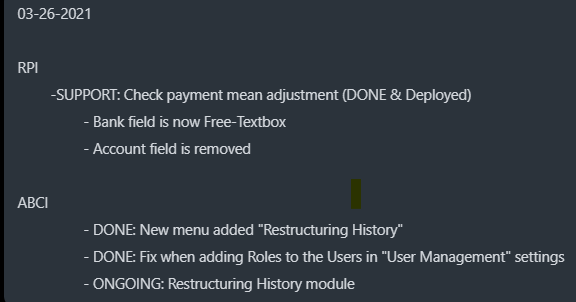 03-26-2021
RPI
-SUPPORT: Check payment mean adjustment (DONE & Deployed)
- Bank field is now Free-Textbox
- Account field is removed
ABCI
- DONE: New menu added "Restructuring History"
- DONE: Fix when adding Roles to the Users in "User Management" settings
- ONGOING: Restructuring History module